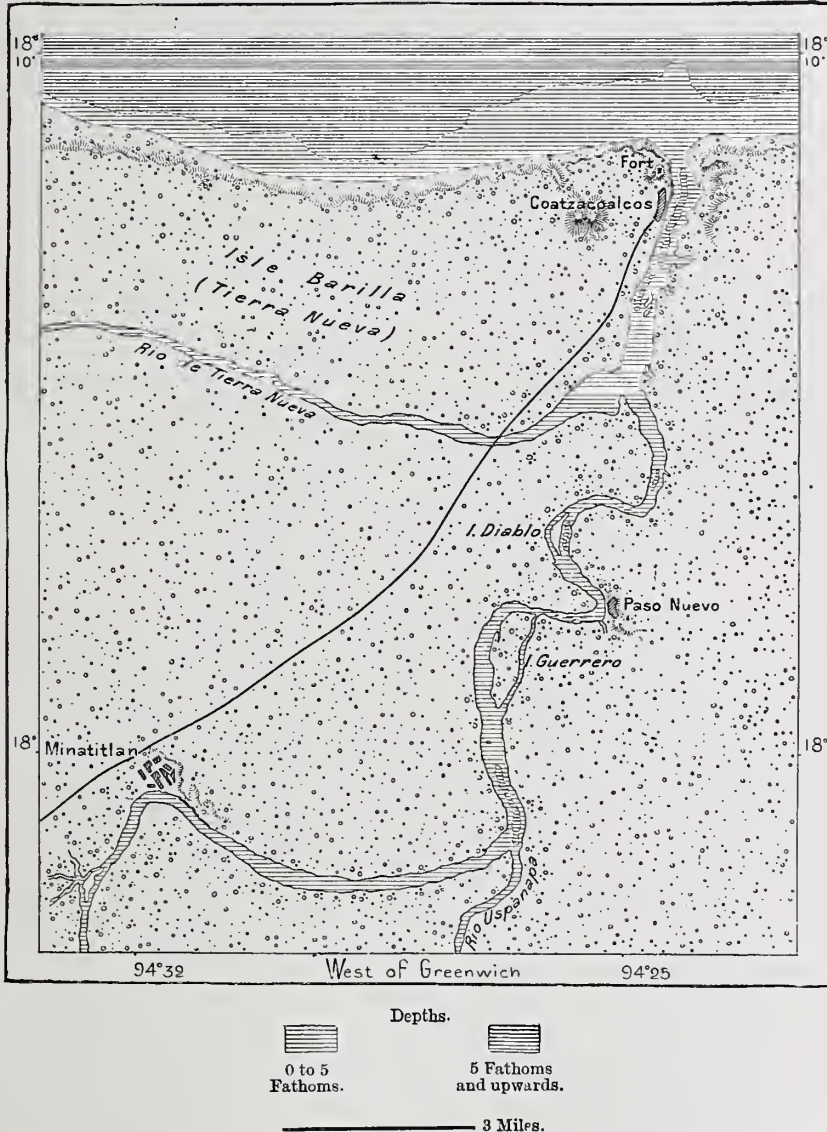 18°
10'
18°
10'
Fort
Coatzacoalcos
Isle Barilla
(Tierra Nueva)
Rio de Tierra Nueva
I. Diablo
Paso Nuevo
I. Guerrero
18°
Minatitlan
18°
Rio Uspanapa
94°32
West of Greenwich
94°25
Depths.
0 to 5
Fathoms.
5 Fathoms
and upwards.
3 Miles.